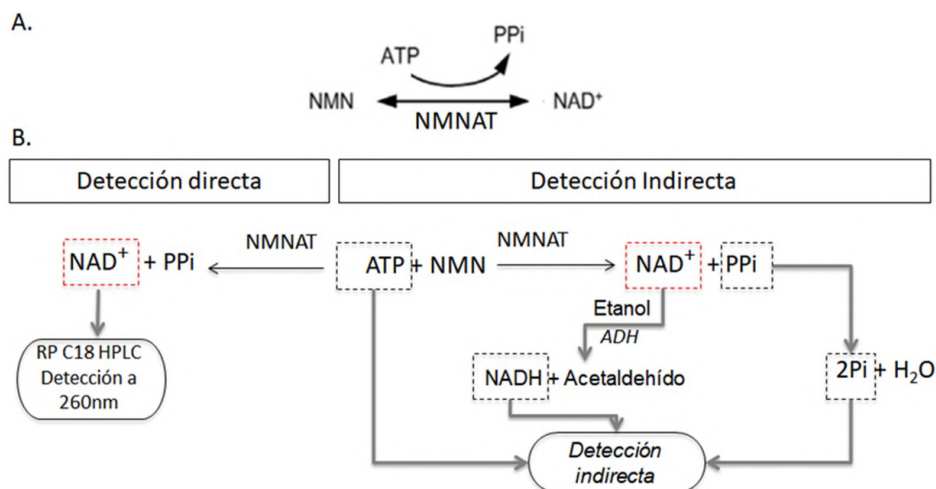 A.
PPi
ATP
NMN
NAD⁺
NMNAT
B.
Detección directa
Detección Indirecta
NMNAT
NMNAT
NAD⁺ + PPi
ATP + NMN
NAD⁺ + PPi
Etanol
ADH
RP C18 HPLC
Detección a
260nm
NADH + Acetaldehído
2Pi + H₂O
Detección
indirecta